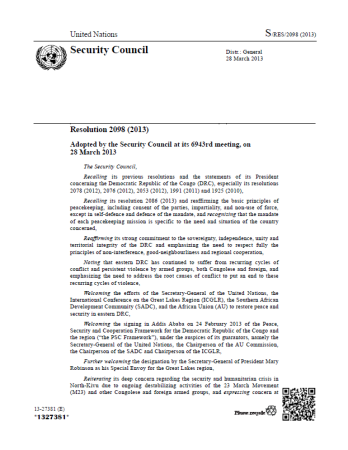 United Nations
S/RES/2098 (2013)
Security Council
Distr.: General
28 March 2013
Resolution 2098 (2013)
Adopted by the Security Council at its 6943rd meeting, on
28 March 2013
The Security Council,
Recalling its previous resolutions and the statements of its President
concerning the Democratic Republic of the Congo (DRC), especially its resolutions
2078 (2012), 2076 (2012), 2053 (2012), 1991 (2011) and 1925 (2010),
Recalling its resolution 2086 (2013) and reaffirming the basic principles of
peacekeeping, including consent of the parties, impartiality, and non-use of force,
except in self-defence and defence of the mandate, and recognizing that the mandate
of each peacekeeping mission is specific to the need and situation of the country
concerned,
Reaffirming its strong commitment to the sovereignty, independence, unity and
territorial integrity of the DRC and emphasizing the need to respect fully the
principles of non-interference, good-neighbourliness and regional cooperation,
Noting that eastern DRC has continued to suffer from recurring cycles of
conflict and persistent violence by armed groups, both Congolese and foreign, and
emphasizing the need to address the root causes of conflict to put an end to these
recurring cycles of violence,
Welcoming the efforts of the Secretary-General of the United Nations, the
International Conference on the Great Lakes Region (ICGLR), the Southern African
Development Community (SADC), and the African Union (AU) to restore peace and
security in eastern DRC,
Welcoming the signing in Addis Ababa on 24 February 2013 of the Peace,
Security and Cooperation Framework for the Democratic Republic of the Congo and
the region (“the PSC Framework”), under the auspices of its guarantors, namely the
Secretary-General of the United Nations, the Chairperson of the AU Commission,
the Chairperson of the SADC and Chairperson of the ICGLR,
Further welcoming the designation by the Secretary-General of President Mary
Robinson as his Special Envoy for the Great Lakes region,
Reiterating its deep concern regarding the security and humanitarian crisis in
North-Kivu due to ongoing destabilizing activities of the 23 March Movement
(M23) and other Congolese and foreign armed groups, and expressing concern at
13-27381 (E)
*1327381*
Please recycle